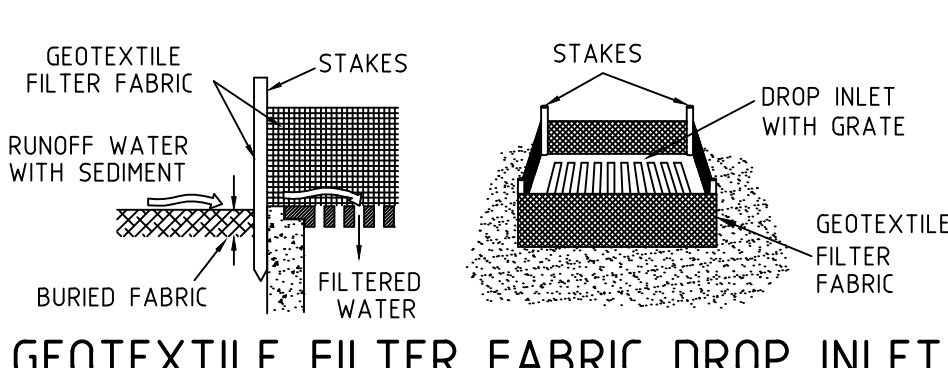 GEOTEXTILE
FILTER FABRIC
STAKES
RUNOFF WATER
WITH SEDIMENT
BURIED FABRIC
FILTERED
WATER
STAKES
DROP INLET
WITH GRATE
GEOTEXTILE
FILTER
FABRIC
GEOTEXTILE FILTER FABRIC DROP INLET